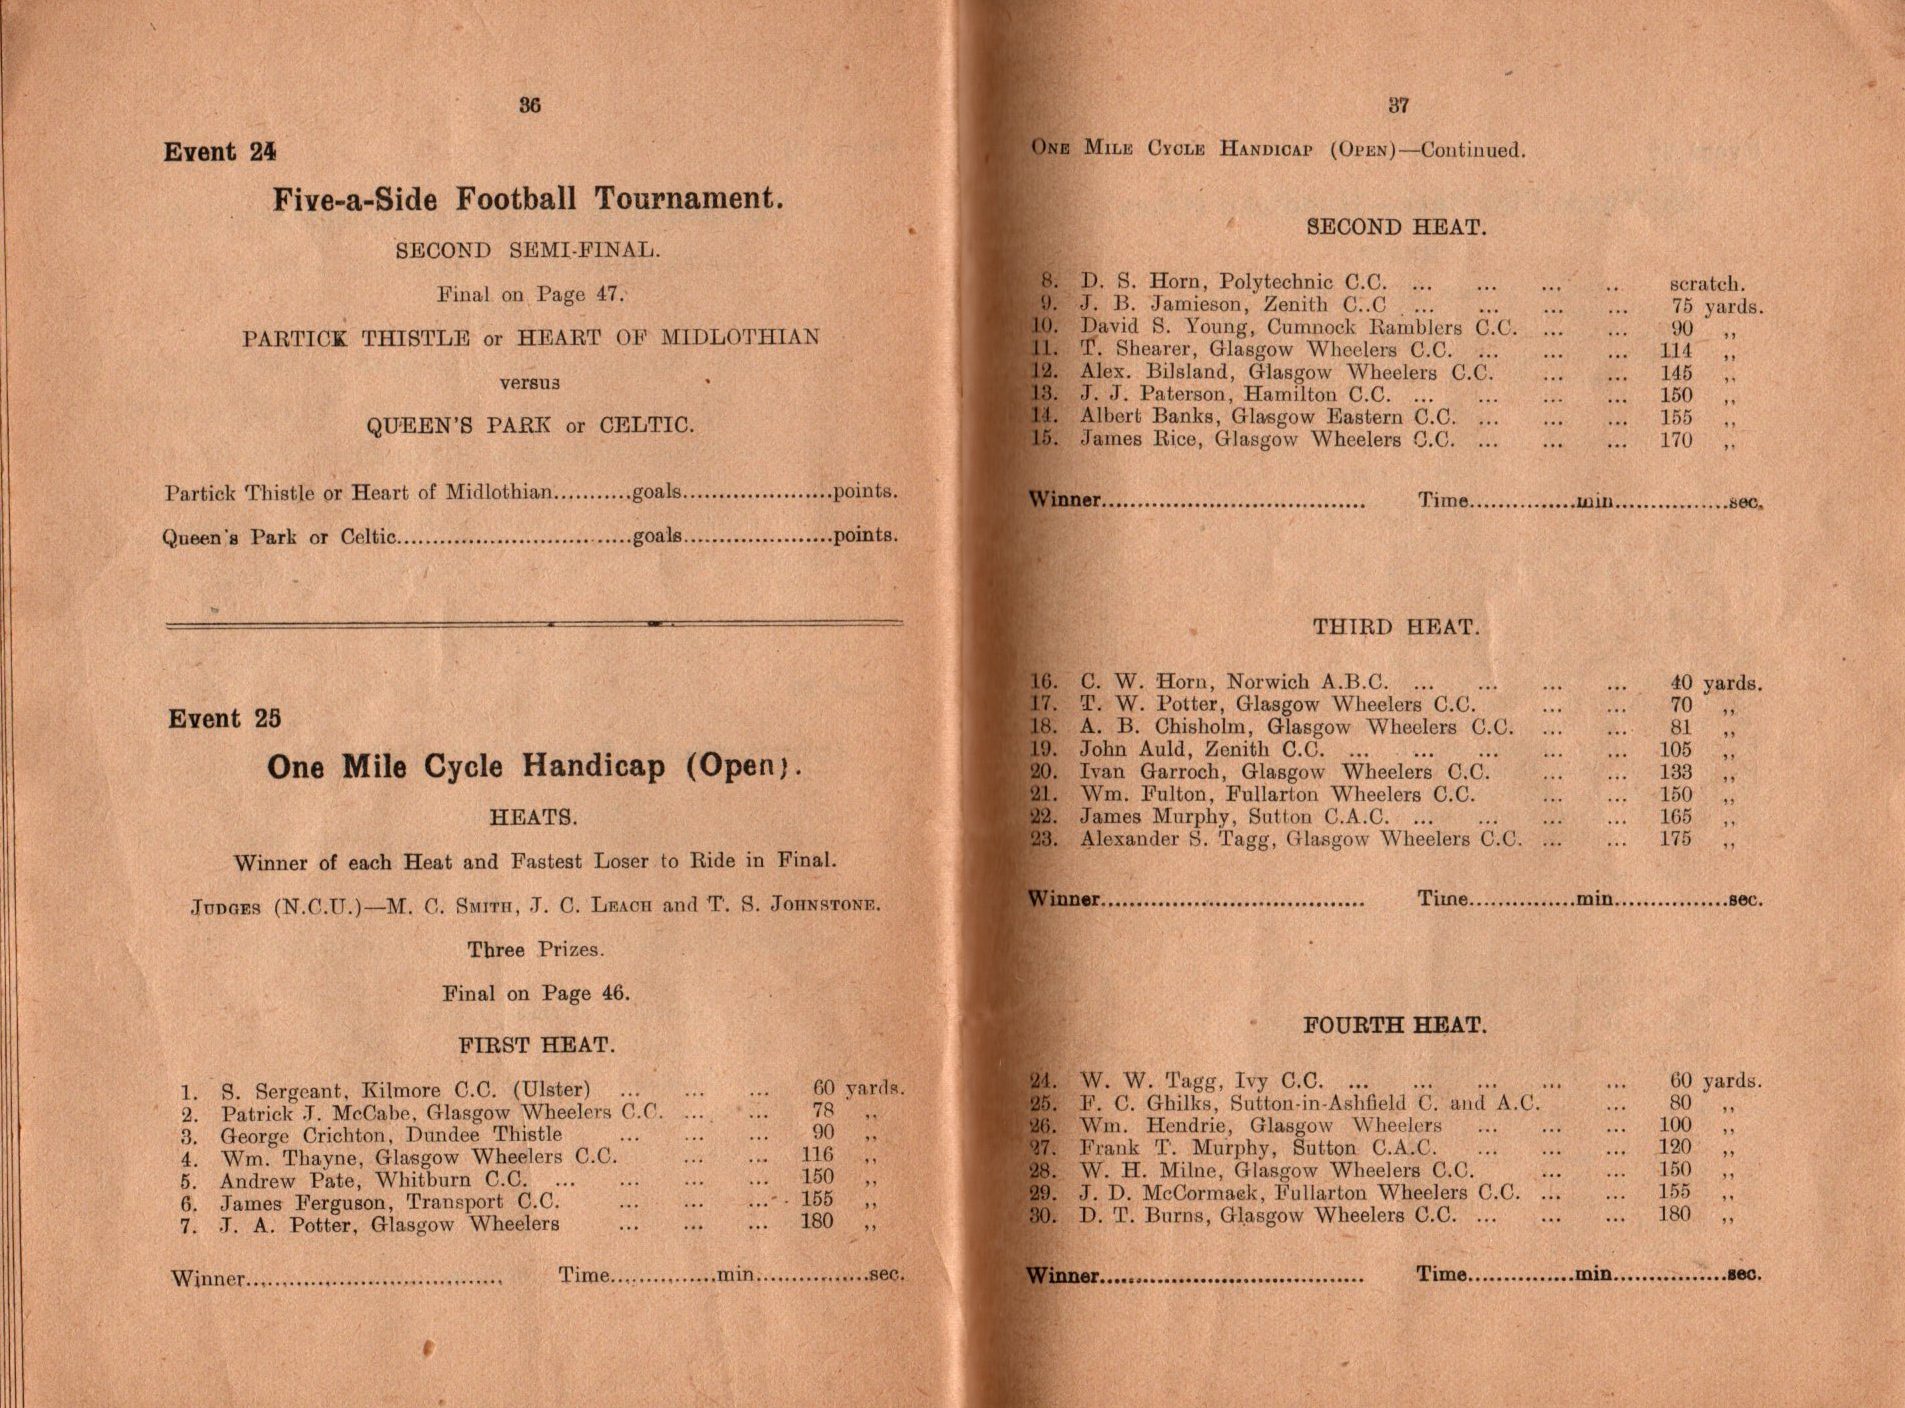 36
Event 24
Five-a-Side Football Tournament.
SECOND SEMI-FINAL.
Final on Page 47.
PARTICK THISTLE or HEART OF MIDLOTHIAN
versus
QUEEN'S PARK or CELTIC.
Partick Thistle or Heart of Midlothian...........goals.....................points.
Queen's Park or Celtic.................................goals.....................points.
Event 25
One Mile Cycle Handicap (Open).
HEATS.
Winner of each Heat and Fastest Loser to Ride in Final.
JUDGES (N.C.U.)—M. C. SMITH, J. C. LEACH and T. S. JOHNSTONE.
Three Prizes.
Final on Page 46.
FIRST HEAT.
1. S. Sergeant, Kilmore C.C. (Ulster) ... ... ... 60 yards.
2. Patrick J. McCabe, Glasgow Wheelers C.C. ... ... 78 ,,
3. George Crichton, Dundee Thistle ... ... ... 90 ,,
4. Wm. Thayne, Glasgow Wheelers C.C. ... ... 116 ,,
5. Andrew Pate, Whitburn C.C. ... ... ... ... 150 ,,
6. James Ferguson, Transport C.C. ... ... ... 155 ,,
7. J. A. Potter, Glasgow Wheelers ... ... ... 180 ,,
Winner.................................... Time...............min................sec.
37
ONE MILE CYCLE HANDICAP (OPEN)—Continued.
SECOND HEAT.
8. D. S. Horn, Polytechnic C.C. ... ... ... .. scratch.
9. J. B. Jamieson, Zenith C..C ... ... ... ... 75 yards.
10. David S. Young, Cumnock Ramblers C.C. ... ... 90 ,,
11. T. Shearer, Glasgow Wheelers C.C. ... ... ... 114 ,,
12. Alex. Bilsland, Glasgow Wheelers C.C. ... ... 145 ,,
13. J. J. Paterson, Hamilton C.C. ... ... ... ... 150 ,,
14. Albert Banks, Glasgow Eastern C.C. ... ... ... 155 ,,
15. James Rice, Glasgow Wheelers C.C. ... ... ... 170 ,,
Winner.................................... Time...............min................sec.
THIRD HEAT.
16. C. W. Horn, Norwich A.B.C. ... ... ... ... 40 yards.
17. T. W. Potter, Glasgow Wheelers C.C. ... ... 70 ,,
18. A. B. Chisholm, Glasgow Wheelers C.C. ... ... 81 ,,
19. John Auld, Zenith C.C. ... ... ... ... ... 105 ,,
20. Ivan Garroch, Glasgow Wheelers C.C. ... ... 133 ,,
21. Wm. Fulton, Fullarton Wheelers C.C. ... ... 150 ,,
22. James Murphy, Sutton C.A.C. ... ... ... ... 165 ,,
23. Alexander S. Tagg, Glasgow Wheelers C.C. ... ... 175 ,,
Winner.................................... Time...............min................sec.
FOURTH HEAT.
24. W. W. Tagg, Ivy C.C. ... ... ... ... ... 60 yards.
25. F. C. Ghilks, Sutton-in-Ashfield C. and A.C. ... 80 ,,
26. Wm. Hendrie, Glasgow Wheelers ... ... ... 100 ,,
27. Frank T. Murphy, Sutton C.A.C. ... ... ... 120 ,,
28. W. H. Milne, Glasgow Wheelers C.C. ... ... 150 ,,
29. J. D. McCormack, Fullarton Wheelers C.C. ... ... 155 ,,
30. D. T. Burns, Glasgow Wheelers C.C. ... ... ... 180 ,,
Winner.................................... Time...............min................sec.